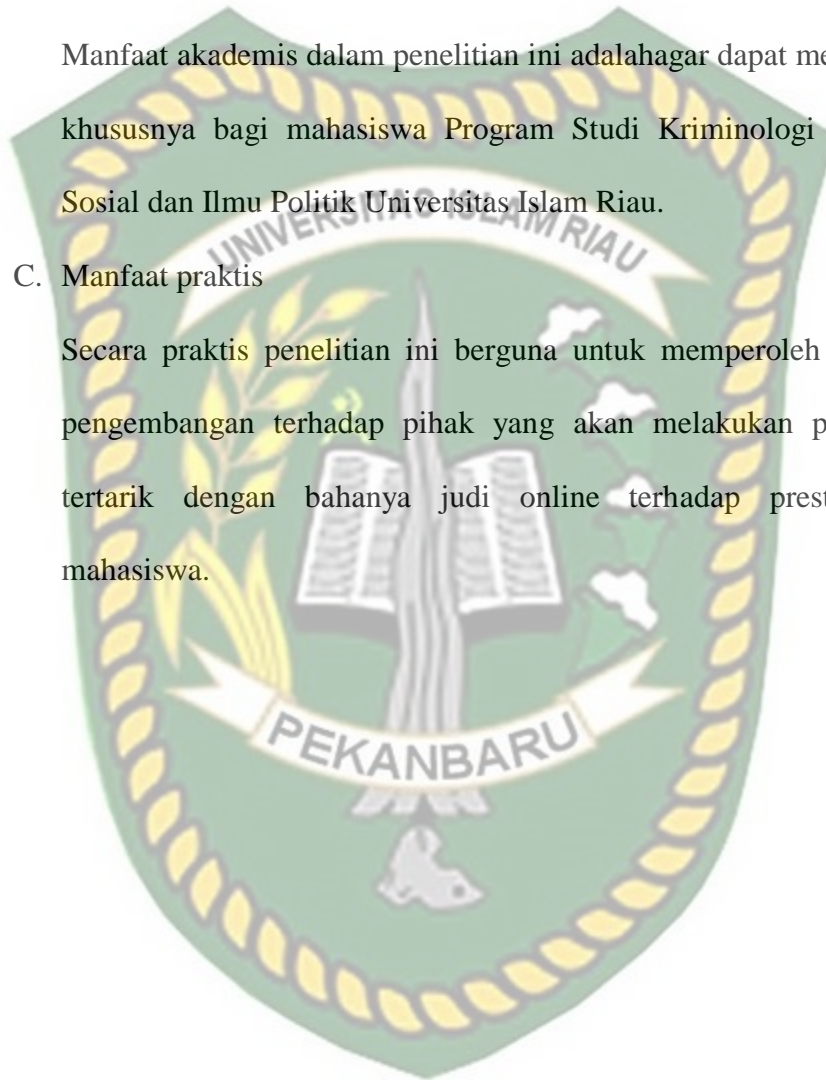 Manfaat akademis dalam penelitian ini adalahagar dapat me
khususnya bagi mahasiswa Program Studi Kriminologi
Sosial dan Ilmu Politik Universitas Islam Riau.
UNIVERSITAS ISLAM RIAU
C. Manfaat praktis
Secara praktis penelitian ini berguna untuk memperoleh
pengembangan terhadap pihak yang akan melakukan p
tertarik dengan bahanya judi online terhadap prest
mahasiswa.
PEKANBARU